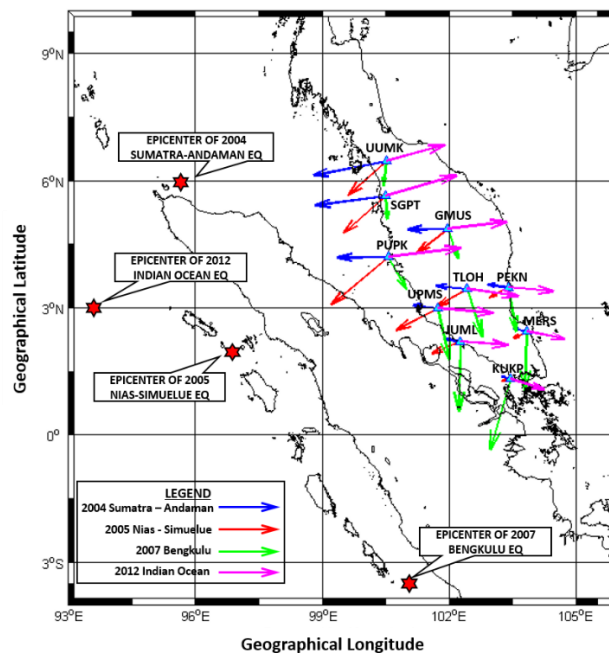 9°N
EPICENTER OF 2004
SUMATRA-ANDAMAN EQ
UUMK
6°N
SGPT
GMUS
EPICENTER OF 2012
INDIAN OCEAN EQ
PUPK
TLOH
PEKN
3°N
UPMS
MERS
JUML
EPICENTER OF 2005
NIAS-SIMUELUE EQ
KUKP
0°
LEGEND
2004 Sumatra – Andaman
2005 Nias - Simuelue
2007 Bengkulu
2012 Indian Ocean
EPICENTER OF 2007
BENGKULU EQ
3°S
93°E
96°E
99°E
102°E
105°E
Geographical Latitude
Geographical Longitude